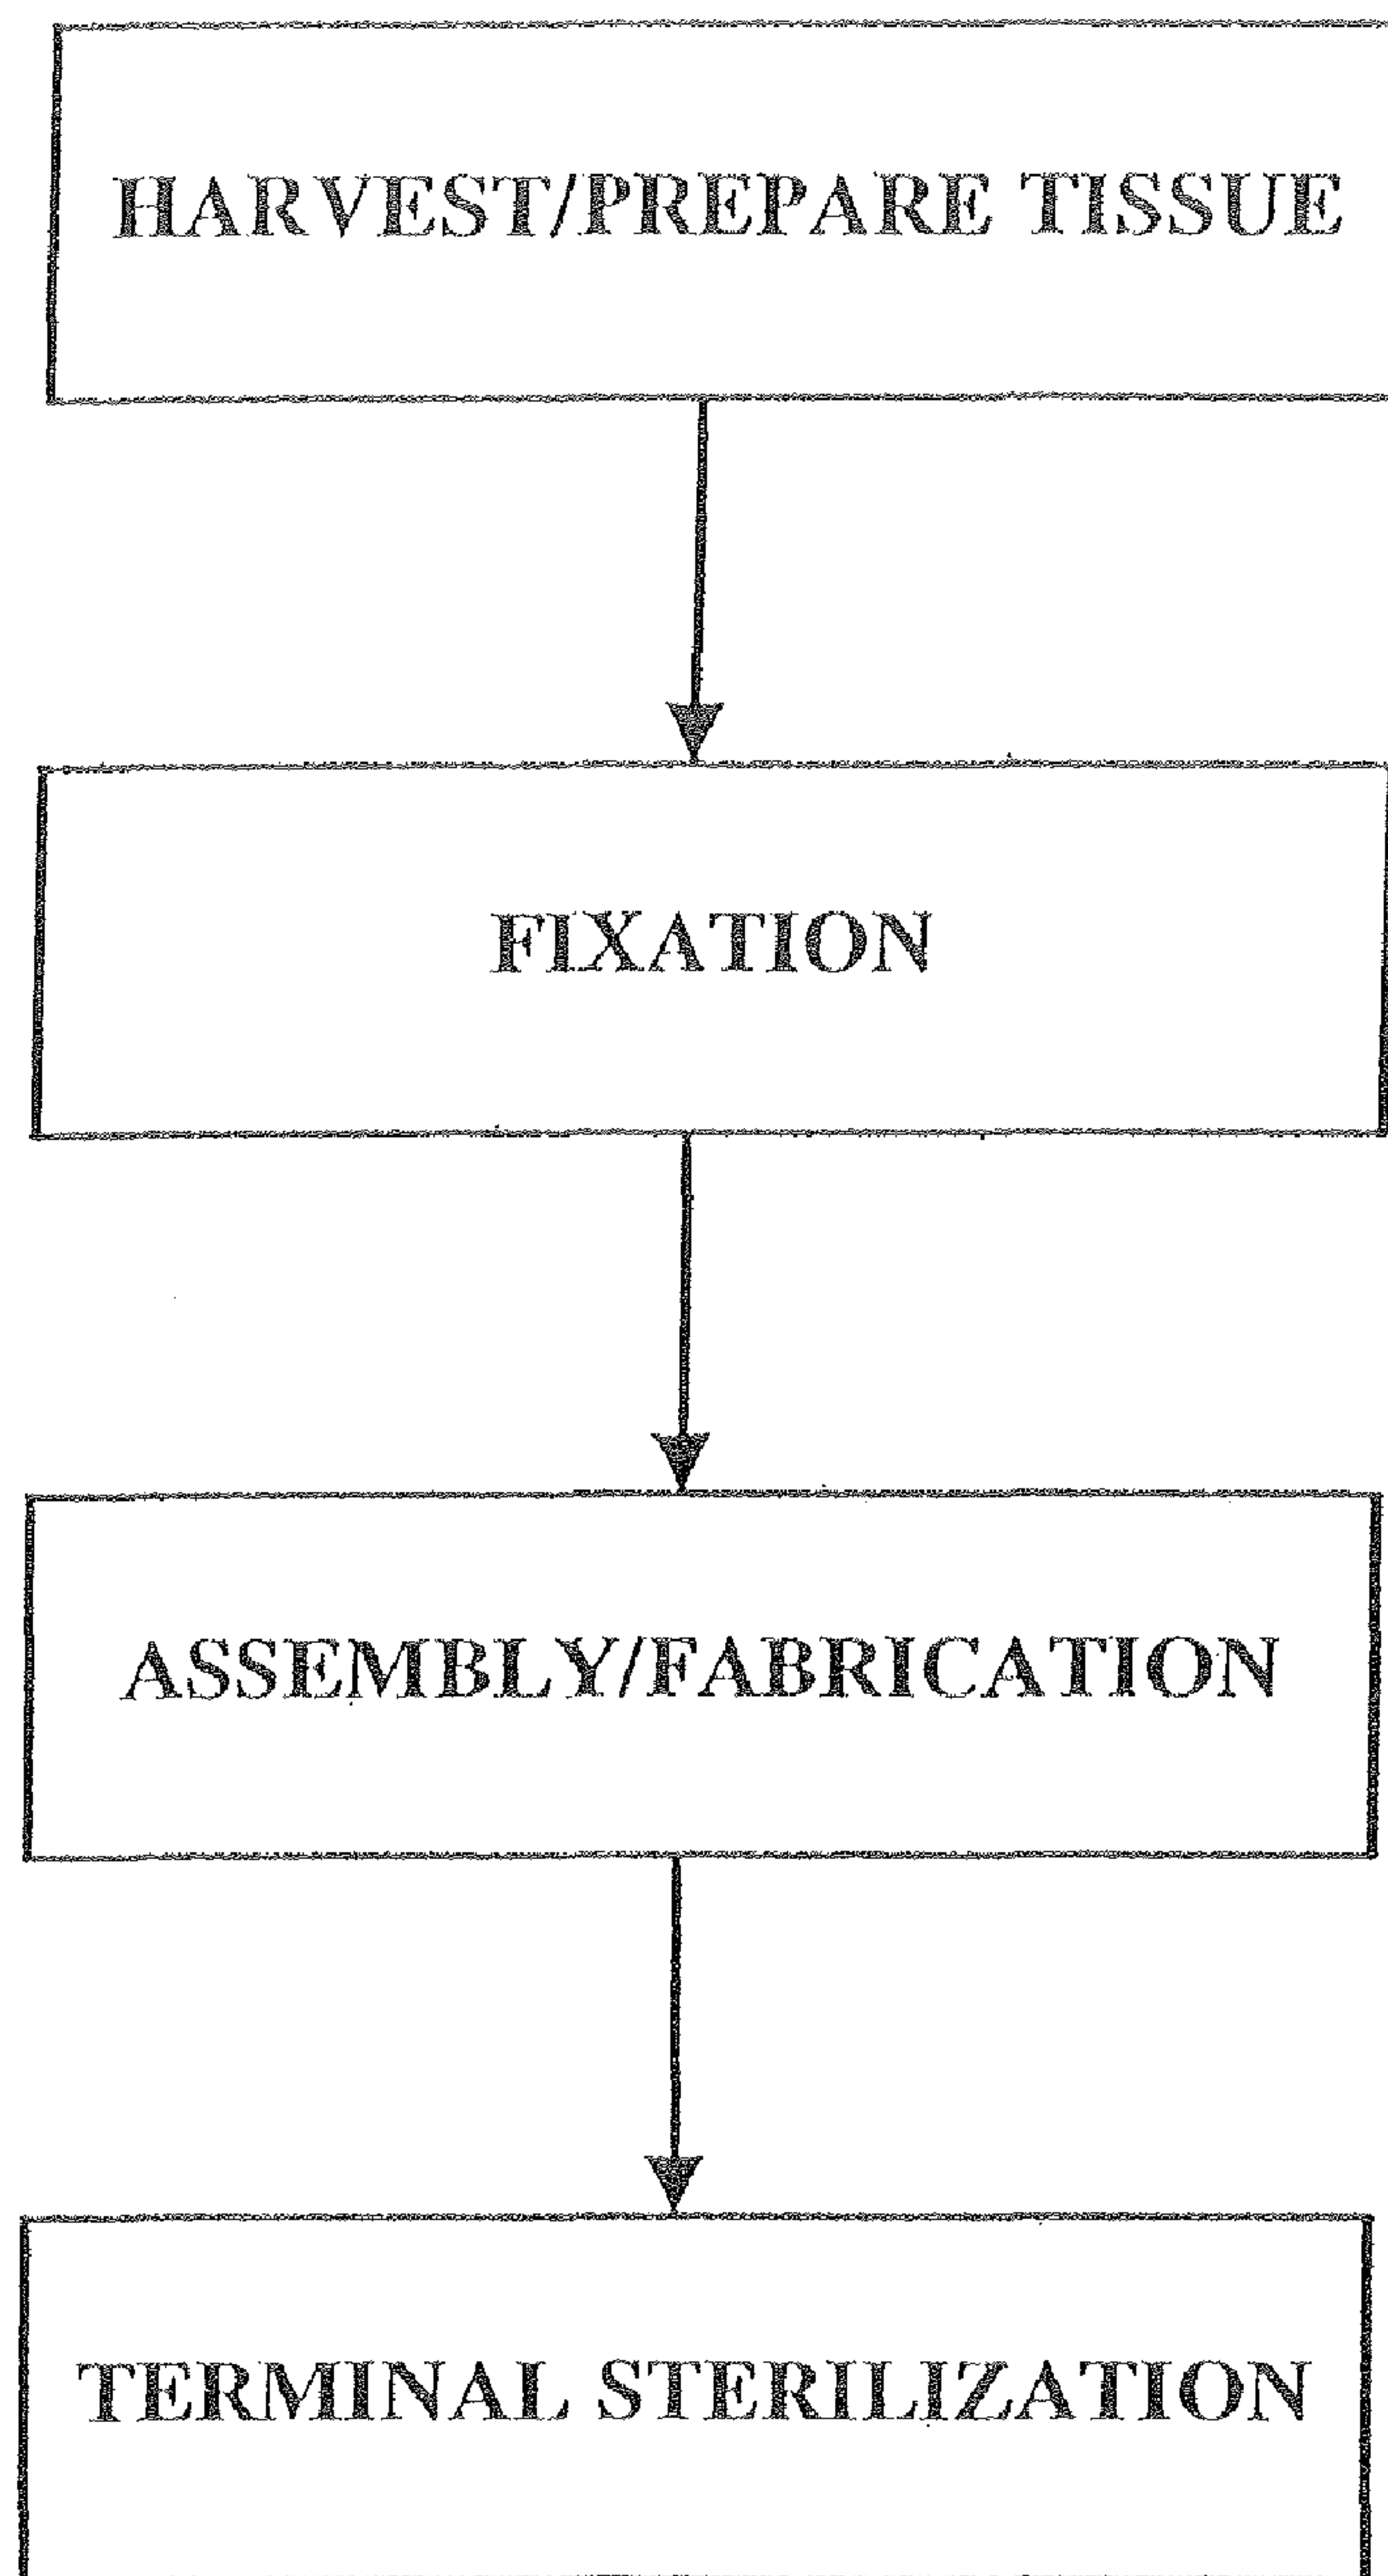 HARVEST/PREPARE TISSUE
FIXATION
ASSEMBLY/FABRICATION
TERMINAL STERILIZATION